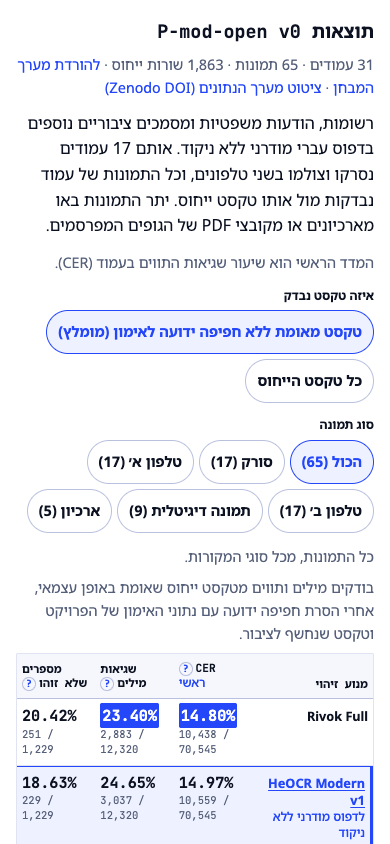 תוצאות P-mod-open v0
31 עמודים · 65 תמונות · 1,863 שורות ייחוס · להורדת מערך
המבחן · ציטוט מערך הנתונים (Zenodo DOI)
רשומות, הודעות משפטיות ומסמכים ציבוריים נוספים
בדפוס עברי מודרני ללא ניקוד. אותם 17 עמודים
נסרקו וצולמו בשני טלפונים, וכל התמונות של עמוד
נבדקות מול אותו טקסט ייחוס. יתר התמונות באו
מארכיונים או מקובצי PDF של הגופים המפרסמים.
המדד הראשי הוא שיעור שגיאות התווים בעמוד (CER).
איזה טקסט נבדק
טקסט מאומת ללא חפיפה ידועה לאימון (מומלץ)
כל טקסט הייחוס
סוג תמונה
הכול (65) סורק (17) טלפון א׳ (17)
טלפון ב׳ (17) תמונה דיגיטלית (9) ארכיון (5)
כל התמונות, מכל סוגי המקורות.
בודקים מילים ותווים מטקסט ייחוס שאומת באופן עצמאי,
אחרי הסרת חפיפה ידועה עם נתוני האימון של הפרויקט
וטקסט שנחשף לציבור.
מנוע זיהוי CER ? ראשי שגיאות מילים ? מספרים שלא זוהו ?
Rivok Full 14.80% 23.40% 20.42%
10,438 / 2,883 / 251 /
70,545 12,320 1,229
HeOCR Modern 14.97% 24.65% 18.63%
v1 10,559 / 3,037 / 229 /
לדפוס מודרני ללא 70,545 12,320 1,229
ניקוד